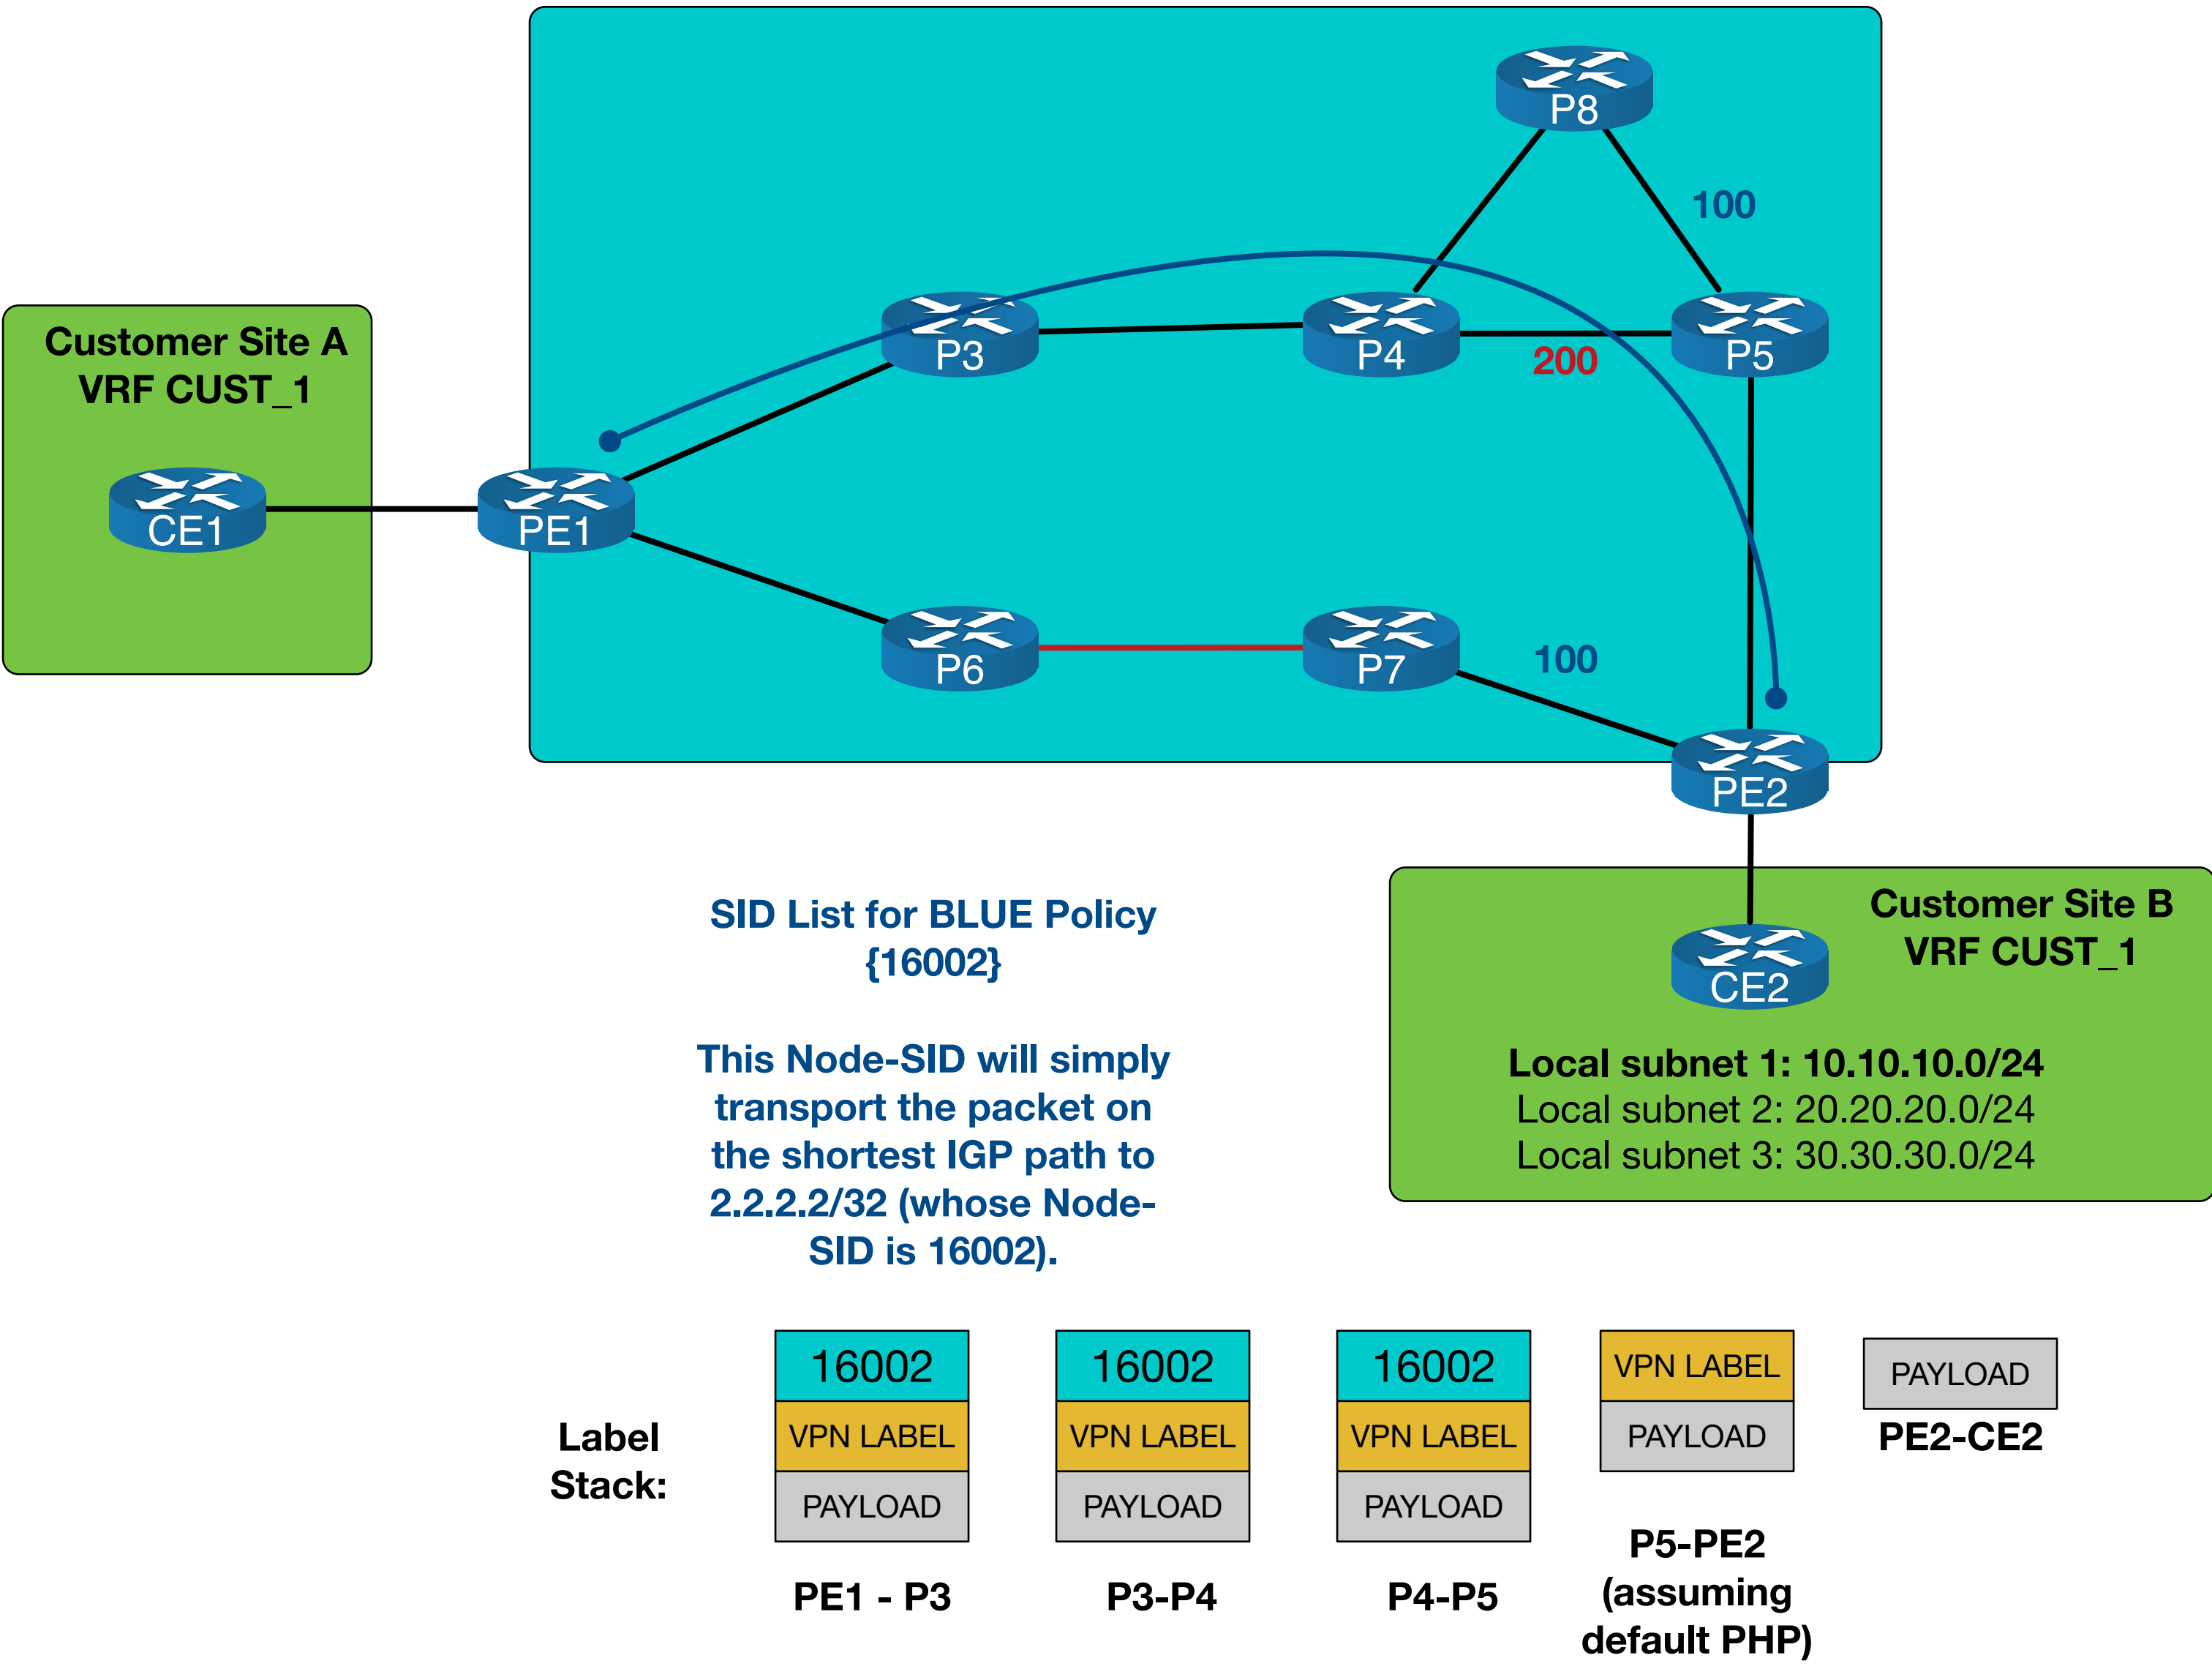 P8
100
Customer Site A
VRF CUST_1
P3
P4
200
P5
CE1
PE1
P6
P7
100
PE2
SID List for BLUE Policy
{16002}
This Node-SID will simply
transport the packet on
the shortest IGP path to
2.2.2.2/32 (whose Node-
SID is 16002).
Customer Site B
VRF CUST_1
CE2
Local subnet 1: 10.10.10.0/24
Local subnet 2: 20.20.20.0/24
Local subnet 3: 30.30.30.0/24
Label
Stack:
16002
VPN LABEL
PAYLOAD
PE1 - P3
16002
VPN LABEL
PAYLOAD
P3-P4
16002
VPN LABEL
PAYLOAD
P4-P5
VPN LABEL
PAYLOAD
P5-PE2
(assuming
default PHP)
PAYLOAD
PE2-CE2